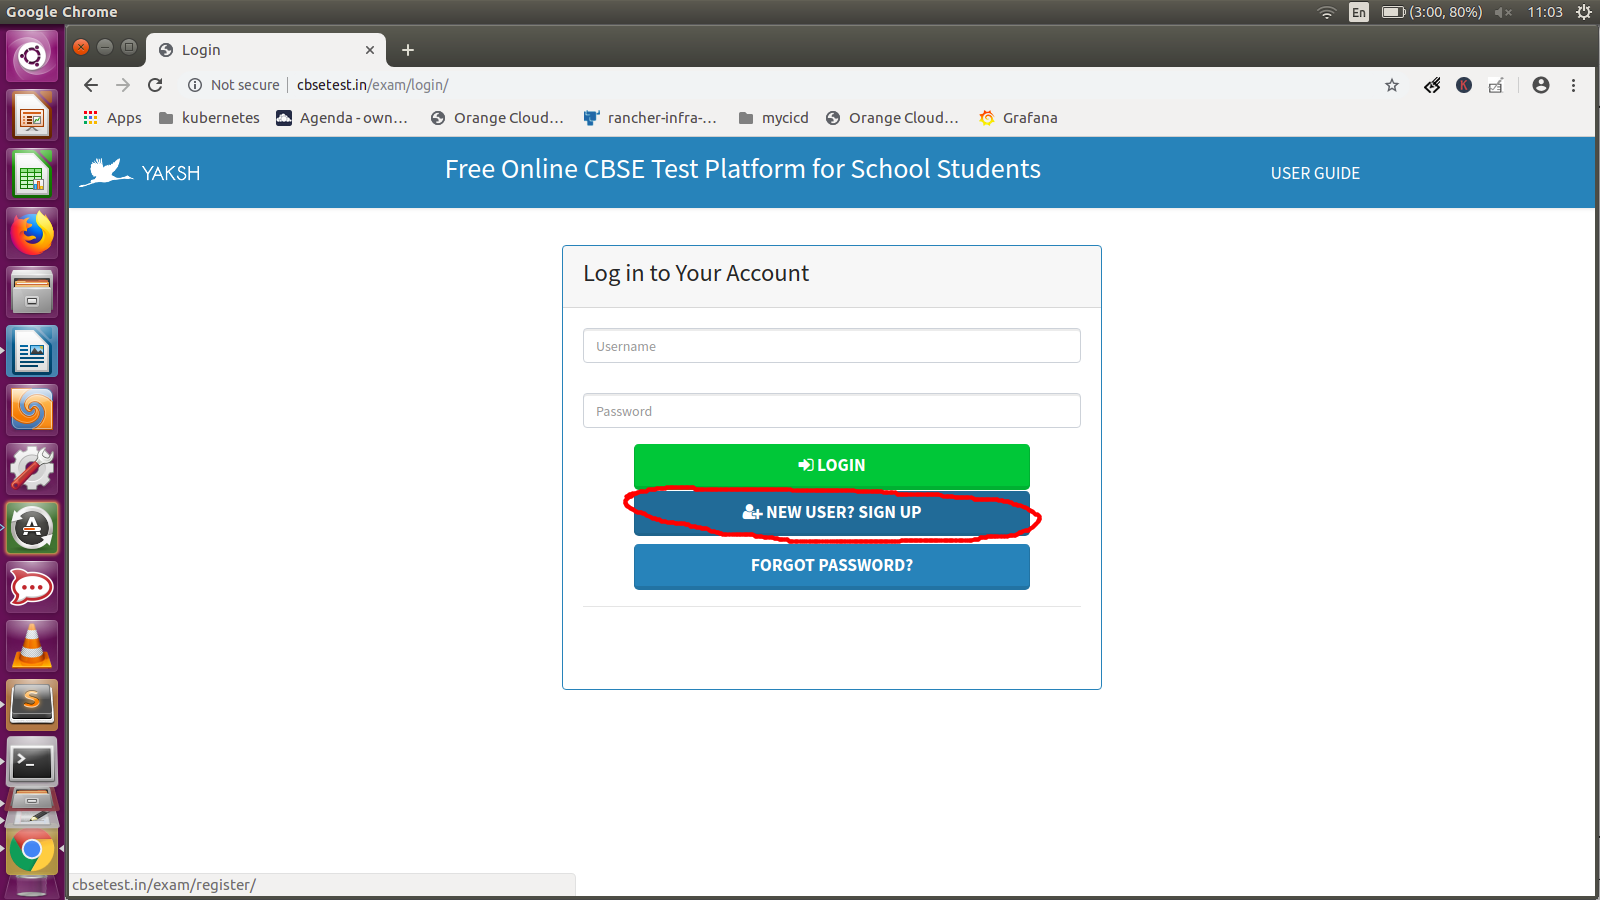 Google Chrome
En
(3:00, 80%)
11:03
Login
Not secure
cbsetest.in/exam/login/
K
Apps
kubernetes
Agenda - own...
Orange Cloud...
rancher-infra-...
mycicd
Orange Cloud...
Grafana
YAKSH
Free Online CBSE Test Platform for School Students
USER GUIDE
Log in to Your Account
Username
Password
LOGIN
NEW USER? SIGN UP
FORGOT PASSWORD?
cbsetest.in/exam/register/